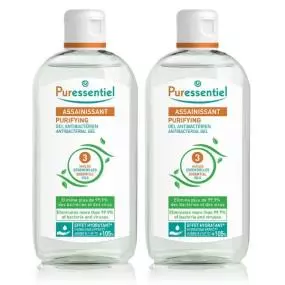 Puressentiel
ASSAINISSANT
PURIFYING
GEL ANTIBACTÉRIEN
ANTIBACTERIAL GEL
3
HUILES
ESSENTIELLES
ESSENTIAL
OILS
Élimine plus de 99,9%
des bactéries et des virus
Eliminates more than 99.9%
of bacteria and viruses
EFFET HYDRATANT*
+105%
Puressentiel
ASSAINISSANT
PURIFYING
GEL ANTIBACTÉRIEN
ANTIBACTERIAL GEL
3
HUILES
ESSENTIELLES
ESSENTIAL
OILS
Élimine plus de 99,9%
des bactéries et des virus
Eliminates more than 99.9%
of bacteria and viruses
EFFET HYDRATANT*
+105%